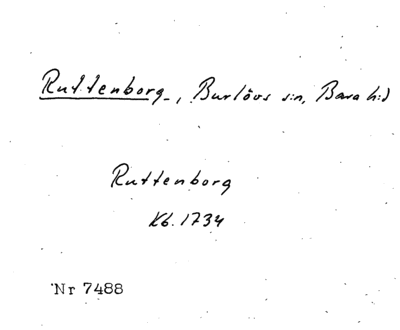 Ruttenborg, Burlövs s:n, Bara h:d
Ruttenborg
Kb. 1734
Nr 7488